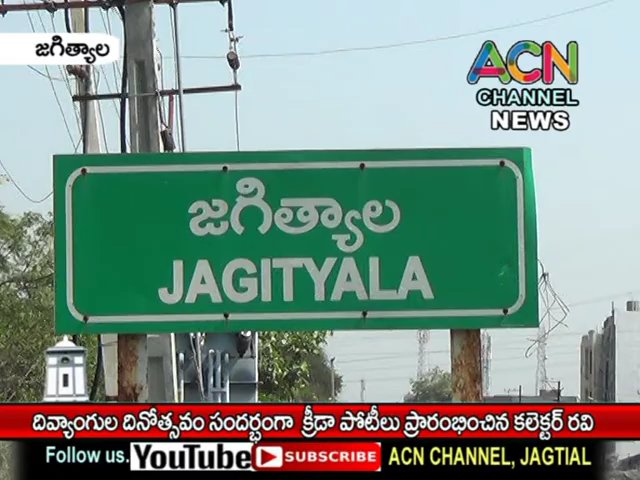 జగిత్యాల
ACN
CHANNEL
NEWS
జగిత్యాల
JAGITYALA
దివ్యాంగుల దినోత్సవం సందర్భంగా క్రీడా పోటీలు ప్రారంభించిన కలెక్టర్ రవి
Follow us. YouTube SUBSCRIBE ACN CHANNEL, JAGTIAL